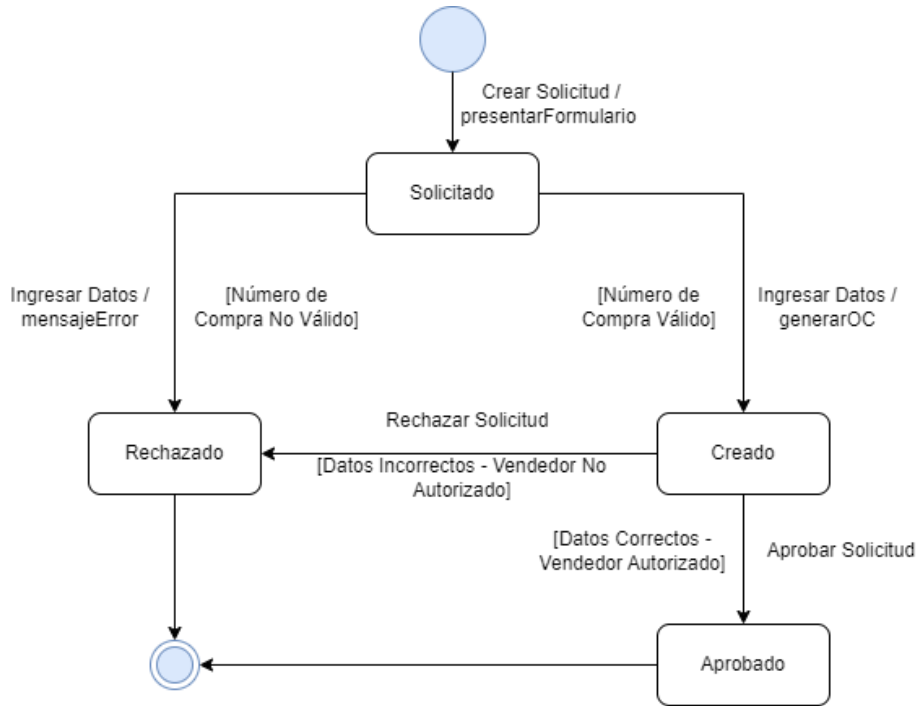 Crear Solicitud /
presentarFormulario
Solicitado
Ingresar Datos /
mensajeError
[Número de
Compra No Válido]
[Número de
Compra Válido]
Ingresar Datos /
generarOC
Rechazado
Rechazar Solicitud
[Datos Incorrectos - Vendedor No
Autorizado]
Creado
[Datos Correctos -
Vendedor Autorizado]
Aprobar Solicitud
Aprobado